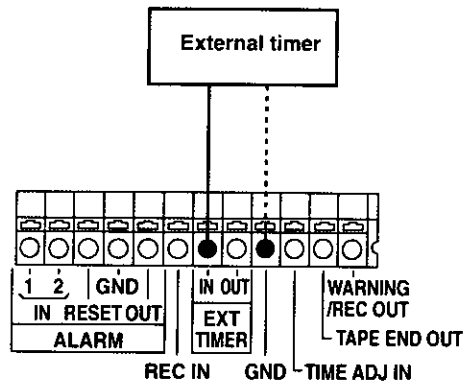 External timer
1 2 GND IN OUT WARNING
IN RESET OUT EXT /REC OUT
ALARM TIMER TAPE END OUT
REC IN GND TIME ADJ IN